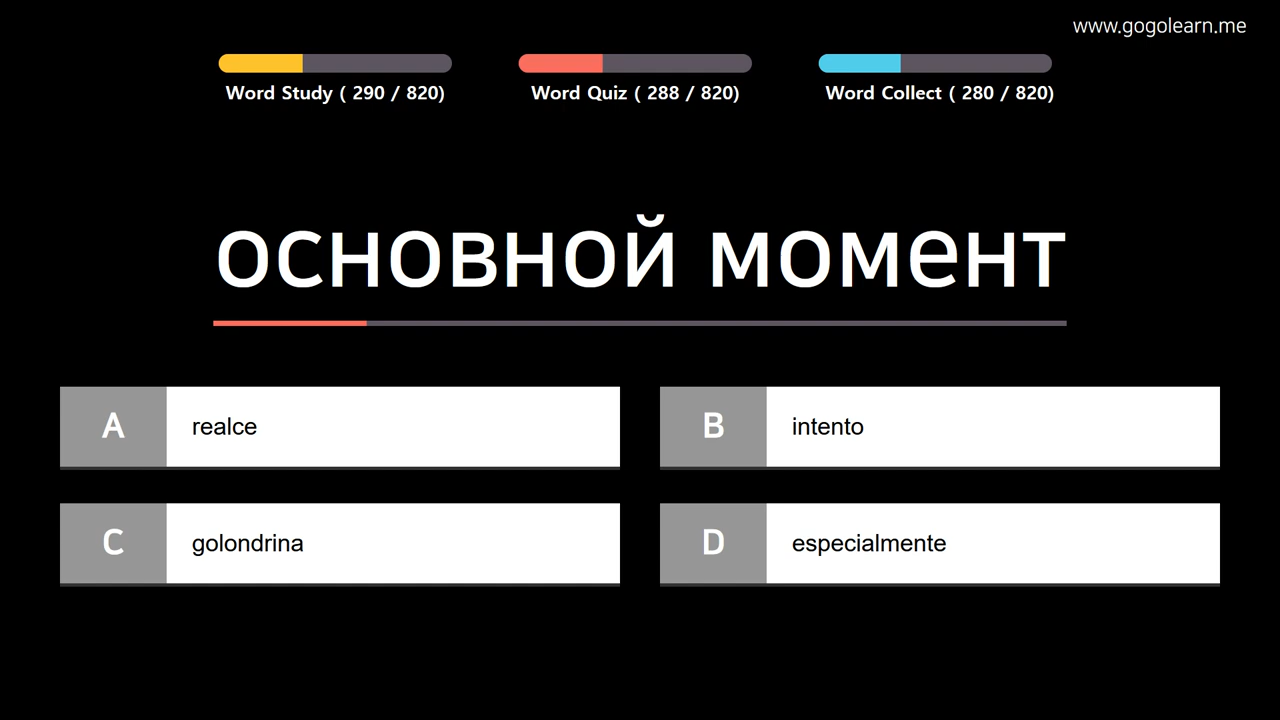 www.gogolearn.me
Word Study ( 290 / 820)
Word Quiz ( 288 / 820)
Word Collect ( 280 / 820)
основной момент
A
realce
B
intento
C
golondrina
D
especialmente